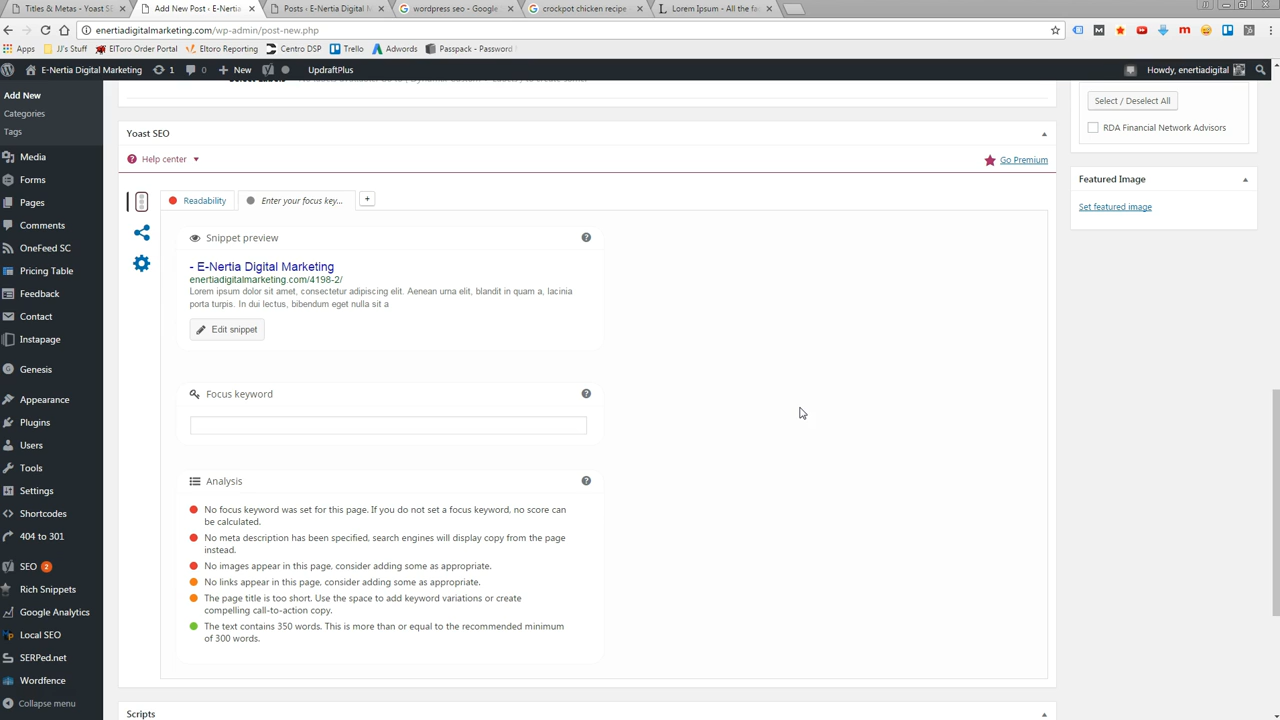 Titles & Metas - Yoast S
Add New Post ‹ E-Nertia
Posts ‹ E-Nertia Digital M
wordpress seo - Google
crockpot chicken recipe
Lorem Ipsum - All the fa
enertiadigitalmarketing.com/wp-admin/post-new.php
Apps JJ's Stuff ElToro Order Portal Eltoro Reporting Centro DSP Trello Adwords Passpack - Password
E-Nertia Digital Marketing 1 0 + New UpdraftPlus Howdy, enertiadigital
Add New
Categories
Tags
Media
Forms
Pages
Comments
OneFeed SC
Pricing Table
Feedback
Contact
Instapage
Genesis
Appearance
Plugins
Users
Tools
Settings
Shortcodes
404 to 301
SEO 2
Rich Snippets
Google Analytics
Local SEO
SERPed.net
Wordfence
Collapse menu
Yoast SEO
Help center
Go Premium
Readability
Enter your focus key...
+
Snippet preview
- E-Nertia Digital Marketing
enertiadigitalmarketing.com/4198-2/
Lorem ipsum dolor sit amet, consectetur adipiscing elit. Aenean urna elit, blandit in quam a, lacinia
porta turpis. In dui lectus, bibendum eget nulla sit a
Edit snippet
Focus keyword
Analysis
No focus keyword was set for this page. If you do not set a focus keyword, no score can
be calculated.
No meta description has been specified, search engines will display copy from the page
instead.
No images appear in this page, consider adding some as appropriate.
No links appear in this page, consider adding some as appropriate.
The page title is too short. Use the space to add keyword variations or create
compelling call-to-action copy.
The text contains 350 words. This is more than or equal to the recommended minimum
of 300 words.
Scripts
Select / Deselect All
RDA Financial Network Advisors
Featured Image
Set featured image